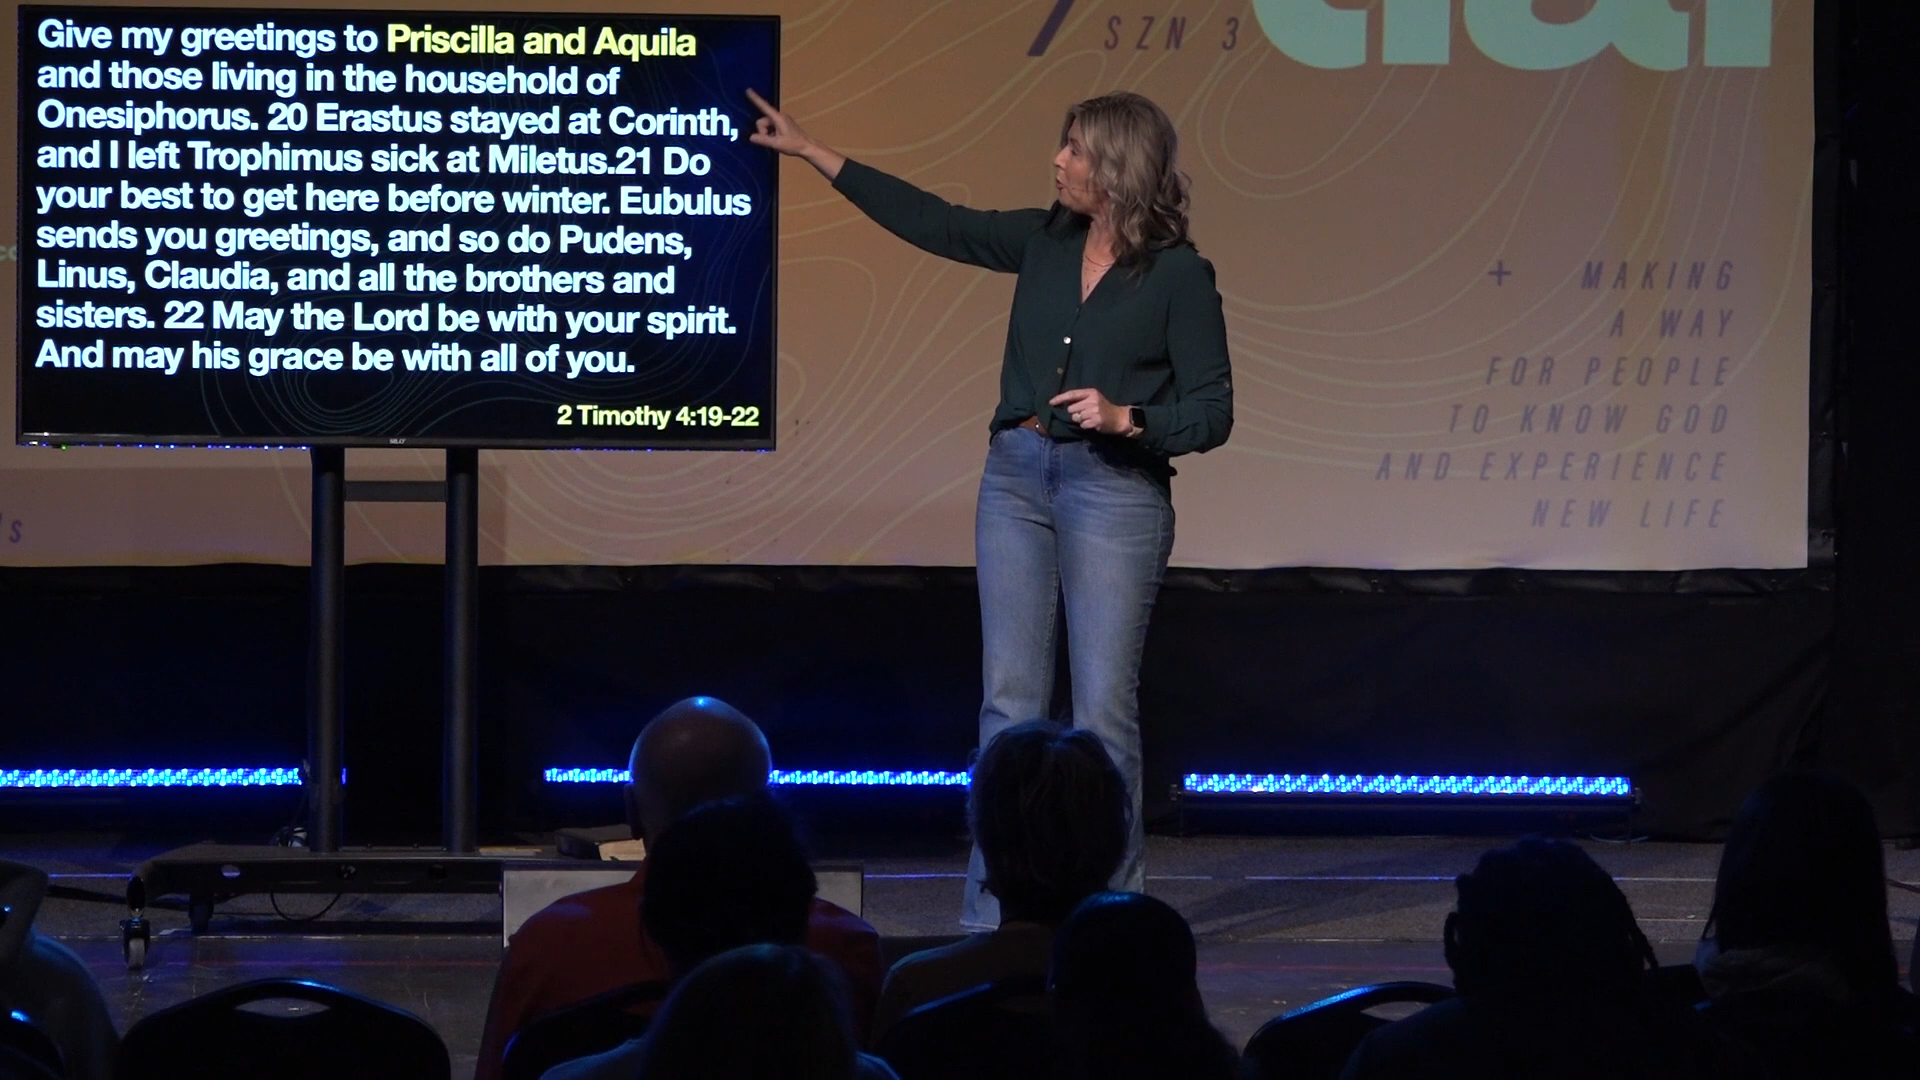 Give my greetings to Priscilla and Aquila
and those living in the household of
Onesiphorus. 20 Erastus stayed at Corinth,
and I left Trophimus sick at Miletus.21 Do
your best to get here before winter. Eubulus
sends you greetings, and so do Pudens,
Linus, Claudia, and all the brothers and
sisters. 22 May the Lord be with your spirit.
And may his grace be with all of you.
2 Timothy 4:19-22
SZN 3
+ MAKING
A WAY
FOR PEOPLE
TO KNOW GOD
AND EXPERIENCE
NEW LIFE